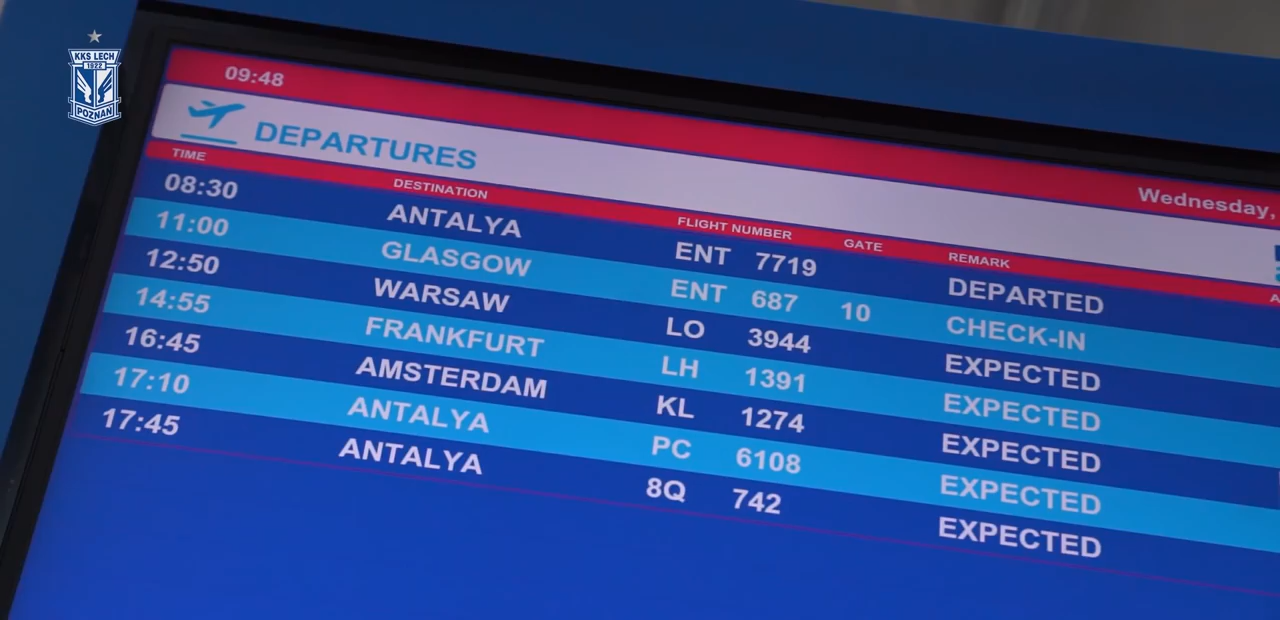 KKS LECH
1922
POZNAŃ
09:48
Wednesday,
DEPARTURES
TIME DESTINATION FLIGHT NUMBER GATE REMARK
08:30 ANTALYA ENT 7719 DEPARTED
11:00 GLASGOW ENT 687 10 CHECK-IN
12:50 WARSAW LO 3944 EXPECTED
14:55 FRANKFURT LH 1391 EXPECTED
16:45 AMSTERDAM KL 1274 EXPECTED
17:10 ANTALYA PC 6108 EXPECTED
17:45 ANTALYA 8Q 742 EXPECTED